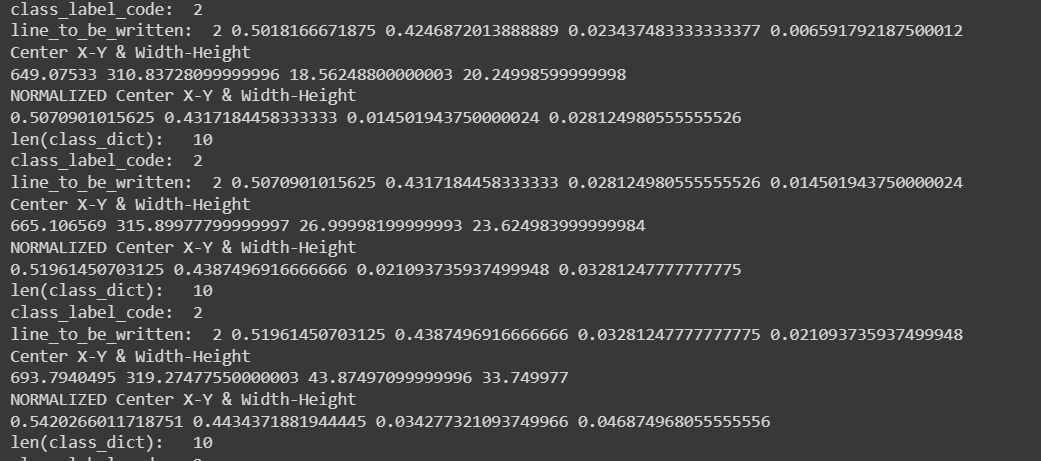 class_label_code:  2
line_to_be_written:  2 0.5018166671875 0.4246872013888889 0.023437483333333377 0.006591792187500012
Center X-Y & Width-Height
649.07533 310.83728099999996 18.56248800000003 20.24998599999998
NORMALIZED Center X-Y & Width-Height
0.5070901015625 0.4317184458333333 0.014501943750000024 0.028124980555555526
len(class_dict):   10
class_label_code:  2
line_to_be_written:  2 0.5070901015625 0.4317184458333333 0.028124980555555526 0.014501943750000024
Center X-Y & Width-Height
665.106569 315.89977799999997 26.99998199999993 23.624983999999984
NORMALIZED Center X-Y & Width-Height
0.51961450703125 0.4387496916666666 0.021093735937499948 0.03281247777777775
len(class_dict):   10
class_label_code:  2
line_to_be_written:  2 0.51961450703125 0.4387496916666666 0.03281247777777775 0.021093735937499948
Center X-Y & Width-Height
693.7940495 319.27477550000003 43.87497099999996 33.749977
NORMALIZED Center X-Y & Width-Height
0.5420266011718751 0.4434371881944445 0.034277321093749966 0.046874968055555556
len(class_dict):   10